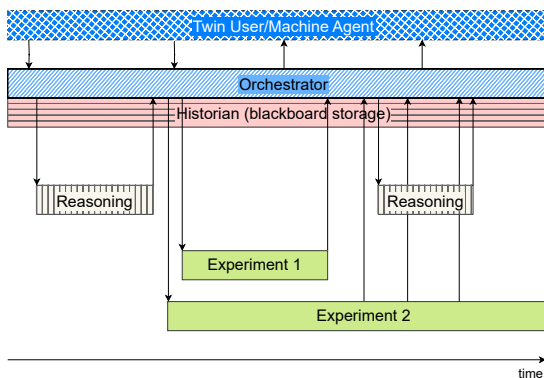 Twin User/Machine Agent
Orchestrator
Historian (blackboard storage)
Reasoning
Reasoning
Experiment 1
Experiment 2
time